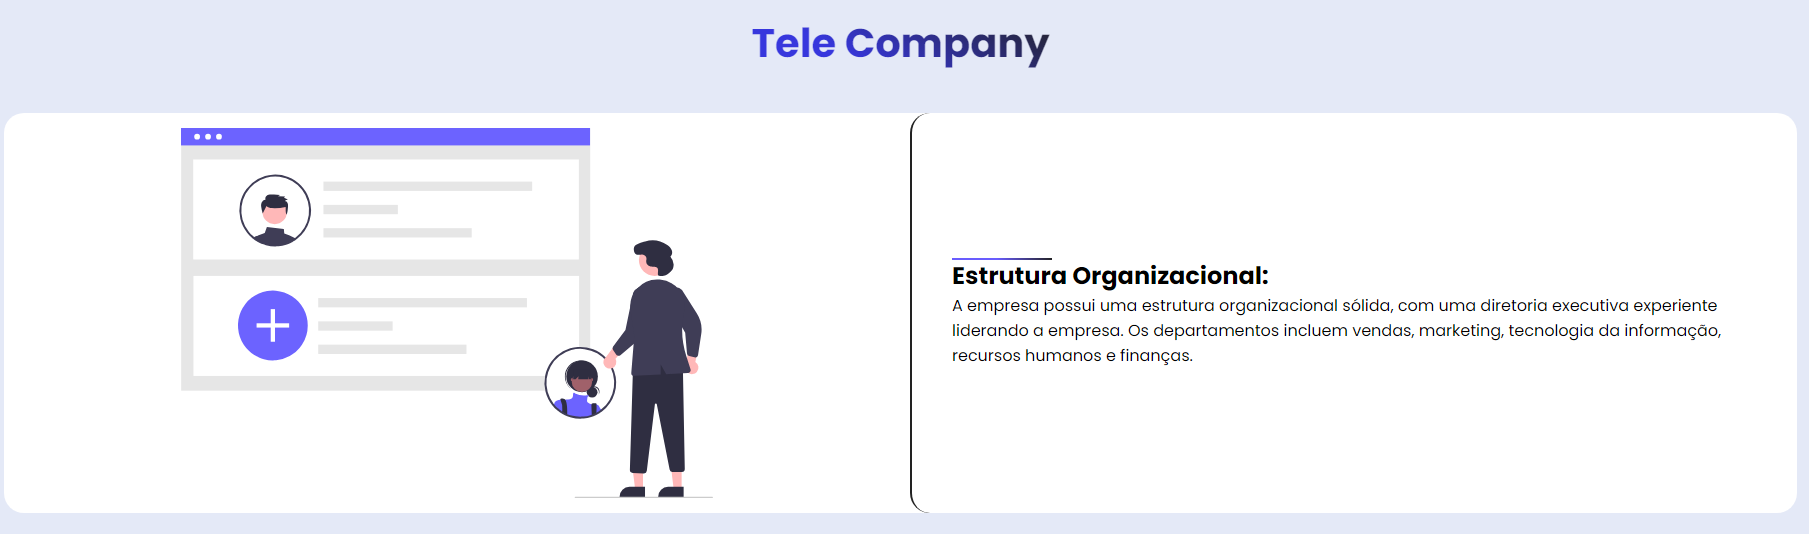 Tele Company
Estrutura Organizacional:
A empresa possui uma estrutura organizacional sólida, com uma diretoria executiva experiente
liderando a empresa. Os departamentos incluem vendas, marketing, tecnologia da informação,
recursos humanos e finanças.